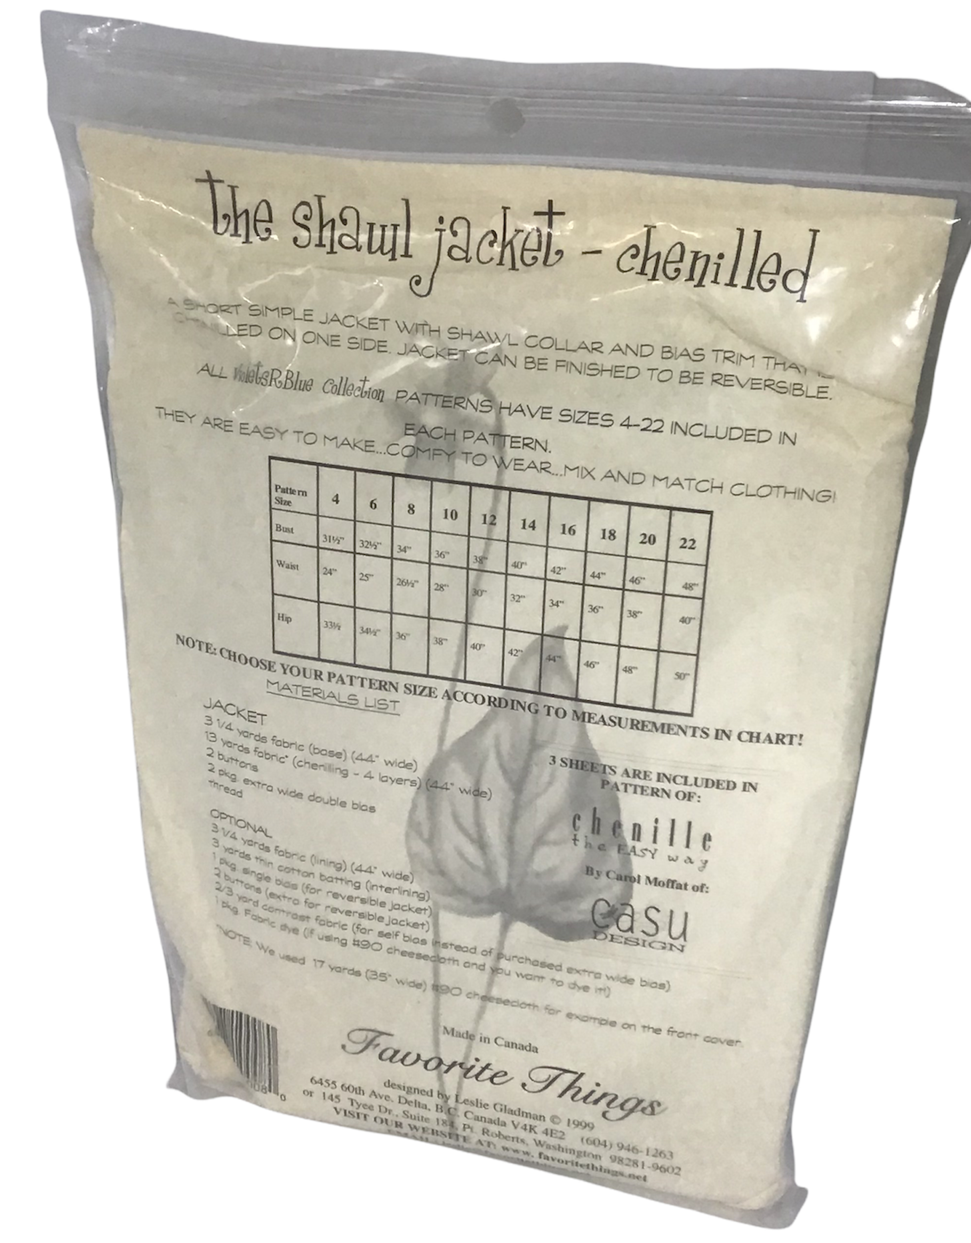 the shawl jacket - chenilled
A SHORT SIMPLE JACKET WITH SHAWL COLLAR AND BIAS TRIM
ON ONE SIDE. JACKET CAN BE FINISHED TO BE REVERSIBLE.
ALL VioletsRBlue Collection PATTERNS HAVE SIZES 4-22 INCLUDED IN
EACH PATTERN.
THEY ARE EASY TO MAKE...COMFY TO WEAR...MIX AND MATCH CLOTHING!
Pattern Size 4 6 8 10 12 14 16 18 20 22
Bust 31½" 32½" 34" 36" 38" 40" 42" 44" 46" 48"
Waist 24" 25" 26½" 28" 30" 32" 34" 36" 38" 40"
Hip 33½ 34½" 36" 38" 40" 42" 44" 46" 48" 50"
NOTE: CHOOSE YOUR PATTERN SIZE ACCORDING TO MEASUREMENTS IN CHART!
MATERIALS LIST
JACKET
3 1/4 yards fabric (base) (44" wide)
13 yards fabric* (chenilling - 4 layers) (44" wide)
2 buttons
2 pkg. extra wide double bias
thread
OPTIONAL
3 1/4 yards fabric (lining) (44" wide)
3 yards thin cotton batting (interlining)
1 pkg. single bias (for reversible jacket)
2 buttons (extra for reversible jacket)
2/3 yard contrast fabric (for self bias instead of purchased extra wide bias)
1 pkg. Fabric dye (if using #90 cheesecloth and you want to dye it!)
*NOTE: We used 17 yards (35" wide) #90 cheesecloth for example on the front cover.
3 SHEETS ARE INCLUDED IN
PATTERN OF:
chenille
the EASY way
By Carol Moffat of:
casu
DESIGN
Made in Canada
Favorite Things
designed by Leslie Gladman © 1999
6455 60th Ave. Delta, B.C. Canada V4K 4E2 (604) 946-1263
or 145 Tyee Dr., Suite 184, Pt. Roberts, Washington 98281-9602
VISIT OUR WEBSITE AT: www.favoritethings.net